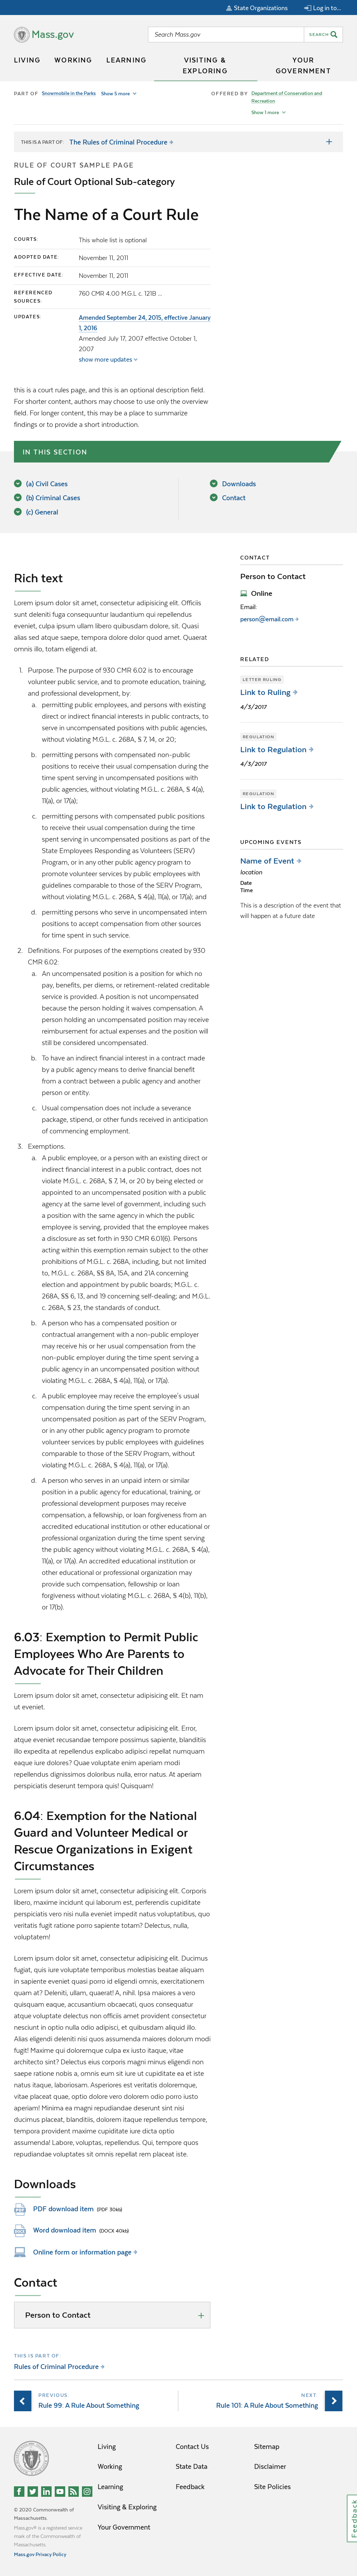 State Organizations
Log in to...
Mass.gov
Search Mass.gov
SEARCH
LIVING
WORKING
LEARNING
VISITING &
EXPLORING
YOUR
GOVERNMENT
PART OF Snowmobile in the Parks Show 5 more
OFFERED BY Department of Conservation and
Recreation
Show 1 more
THIS IS A PART OF: The Rules of Criminal Procedure
RULE OF COURT SAMPLE PAGE
Rule of Court Optional Sub-category
The Name of a Court Rule
COURTS: This whole list is optional
ADOPTED DATE: November 11, 2011
EFFECTIVE DATE: November 11, 2011
REFERENCED
SOURCES:
760 CMR 4.00 M.G.L c. 121B ...
UPDATES: Amended September 24, 2015, effective January
1, 2016
Amended July 17, 2007 effective October 1,
2007
show more updates
this is a court rules page, and this is an optional description field.
For shorter content, authors may choose to use only the overview
field. For longer content, this may be a place to summarize
findings or to provide a short introduction.
IN THIS SECTION
(a) Civil Cases
(b) Criminal Cases
(c) General
Downloads
Contact
Rich text
Lorem ipsum dolor sit amet, consectetur adipisicing elit. Officiis
sunt voluptatibus ullam nulla odio libero dolor praesentium
eveniet, culpa ipsum ullam libero quibusdam dolore, sit. Quasi
alias sed atque saepe, tempora dolore dolor quod amet. Quaerat
omnis illo, totam eligendi at.
1. Purpose. The purpose of 930 CMR 6.02 is to encourage
volunteer public service, and to promote education, training,
and professional development, by:
a. permitting public employees, and persons with existing
direct or indirect financial interests in public contracts, to
serve in uncompensated positions with public agencies,
without violating M.G.L. c. 268A, § 7, 14, or 20;
b. permitting persons with compensated non-public
positions to receive their usual compensation during the
time spent serving in uncompensated positions with
public agencies, without violating M.G.L. c. 268A, § 4(a),
11(a), or 17(a);
c. permitting persons with compensated public positions
to receive their usual compensation during the time
spent serving in uncompensated positions as part of the
State Employees Responding as Volunteers (SERV)
Program, or in any other public agency program
whereby compensated public employees provide
volunteer services by public employees with guidelines
comparable to those of the SERV Program, without
violating M.G.L. c. 268A, § 4(a), 11(a), or 17(a); and
d. permitting persons who serve in uncompensated intern
positions to accept compensation from other sources
for time spent in such service.
2. Definitions. For purposes of the exemptions created by 930
CMR 6.02:
a. An uncompensated position is a position for which no
pay, benefits, per diems, or retirement-related creditable
service is provided. A position is not uncompensated
because the person holding it waives compensation. A
person holding an uncompensated position may receive
reimbursement for actual expenses and the position will
still be considered uncompensated.
b. To have an indirect financial interest in a contract made
by a public agency means to derive financial benefit
from a contract between a public agency and another
person or entity.
c. Usual compensation does not include a severance
package, stipend, or other funds received in anticipation
of commencing employment.
3. Exemptions.
a. A public employee, or a person with an existing direct or
indirect financial interest in a public contract, does not
violate M.G.L. c. 268A, § 7, 14, or 20 by being elected or
appointed to an uncompensated position with a public
agency at the same level of government, including such
a position with the same agency in which the public
employee is serving, provided that the employee makes
a disclosure as set forth in 930 CMR 6.01(6). Persons
acting within this exemption remain subject to the other
prohibitions of M.G.L. c. 268A, including, but not limited
to, M.G.L. c. 268A, §§ 8A, 15A, and 21A concerning
election and appointment by public boards; M.G.L. c.
268A, §§ 6, 13, and 19 concerning self-dealing; and M.G.L.
c. 268A, § 23, the standards of conduct.
b. A person who has a compensated position or
contractual arrangement with a non-public employer
may receive his or her usual compensation from the
non-public employer during the time spent serving in an
uncompensated position with a public agency without
violating M.G.L. c. 268A, § 4(a), 11(a), or 17(a).
c. A public employee may receive the employee's usual
compensation during the time spent serving in an
uncompensated position as part of the SERV Program,
or in any other public agency program whereby
compensated public employees provide volunteer
services by public employees with guidelines
comparable to those of the SERV Program, without
violating M.G.L. c. 268A, § 4(a), 11(a), or 17(a).
d. A person who serves in an unpaid intern or similar
position in a public agency for educational, training, or
professional development purposes may receive
compensation, a fellowship, or loan forgiveness from an
accredited educational institution or other educational or
professional organization during the time spent serving
the public agency without violating M.G.L. c. 268A, § 4(a),
11(a), or 17(a). An accredited educational institution or
other educational or professional organization may
provide such compensation, fellowship or loan
forgiveness without violating M.G.L. c. 268A, § 4(b), 11(b),
or 17(b).
6.03: Exemption to Permit Public
Employees Who Are Parents to
Advocate for Their Children
Lorem ipsum dolor sit amet, consectetur adipisicing elit. Et nam
ut eveniet.
Lorem ipsum dolor sit amet, consectetur adipisicing elit. Error,
atque eveniet recusandae tempore possimus sapiente, blanditiis
illo expedita at repellendus explicabo adipisci repellat numquam
eaque iure dolores? Quae voluptate enim aperiam modi
repellendus dignissimos doloribus nulla, error natus. At aperiam
perspiciatis deserunt tempora quis! Quisquam!
6.04: Exemption for the National
Guard and Volunteer Medical or
Rescue Organizations in Exigent
Circumstances
Lorem ipsum dolor sit amet, consectetur adipisicing elit. Corporis
libero, maxime incidunt quibusdam ipsum aliquam dolorum eos,
soluta nobis a nulla eveniet impedit natus voluptatibus, quo
veritatis fugit ratione porro sapiente totam? Delectus, nulla,
voluptatem!
Lorem ipsum dolor sit amet, consectetur adipisicing elit. Ducimus
fugiat, quis iure voluptate temporibus molestias beatae aliquam
in sapiente eveniet quasi porro id eligendi omnis, exercitationem
quam at? Deleniti, ullam, quaerat! A, nihil. Ipsa maiores a vero
quisquam eaque, accusantium obcaecati, quos consequatur
atque voluptate delectus non officiis amet provident consectetur
nesciunt in optio nulla odio adipisci, et quibusdam voluptatum.
Alias eligendi deleniti nisi quos assumenda maiores dolorum modi
fugit! Maxime qui doloremque culpa ex iusto itaque, vitae
architecto sint? Delectus eius corporis magni minus eligendi non
saepe ratione nobis a, omnis eum sit iure ut cupiditate ea et iste
natus itaque, laboriosam. Asperiores est veritatis doloremque,
vitae placeat quae, optio dolore vero dolorem odio porro iusto
aperiam! Minima ea itaque repellendus deserunt sint nisi
ducimus placeat, blanditiis, dolorem itaque repellendus tempore,
tempora provident maxime cupiditate iure dicta optio
assumenda! Labore, voluptas, repellendus. Qui, tempore quos
repudiandae voluptates sit omnis repellat rem placeat iste.
Downloads
PDF download item (PDF 30kb)
Word download item (DOCX 40kb)
Online form or information page
Contact
Person to Contact
CONTACT
Person to Contact
Online
Email:
person@email.com
RELATED
LETTER RULING
Link to Ruling
4/3/2017
REGULATION
Link to Regulation
4/3/2017
REGULATION
Link to Regulation
UPCOMING EVENTS
Name of Event
location
Date
Time
This is a description of the event that
will happen at a future date
THIS IS PART OF
Rules of Criminal Procedure
PREVIOUS
Rule 99: A Rule About Something
NEXT
Rule 101: A Rule About Something
Living
Working
Learning
Visiting & Exploring
Your Government
Contact Us
State Data
Feedback
Sitemap
Disclaimer
Site Policies
© 2020 Commonwealth of
Massachusetts.
Mass.gov® is a registered service
mark of the Commonwealth of
Massachusetts.
Mass.gov Privacy Policy
Feedback